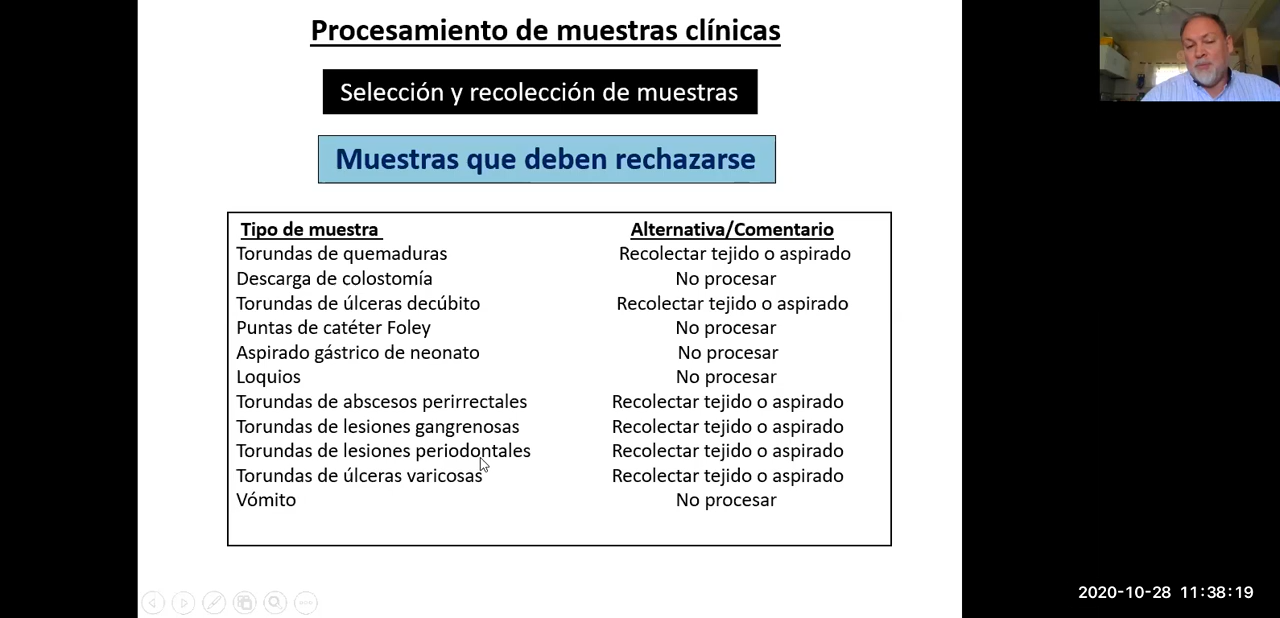 Procesamiento de muestras clínicas
Selección y recolección de muestras
Muestras que deben rechazarse
Tipo de muestra Alternativa/Comentario
Torundas de quemaduras Recolectar tejido o aspirado
Descarga de colostomía No procesar
Torundas de úlceras decúbito Recolectar tejido o aspirado
Puntas de catéter Foley No procesar
Aspirado gástrico de neonato No procesar
Loquios No procesar
Torundas de abscesos perirrectales Recolectar tejido o aspirado
Torundas de lesiones gangrenosas Recolectar tejido o aspirado
Torundas de lesiones periodontales Recolectar tejido o aspirado
Torundas de úlceras varicosas Recolectar tejido o aspirado
Vómito No procesar
2020-10-28 11:38:19